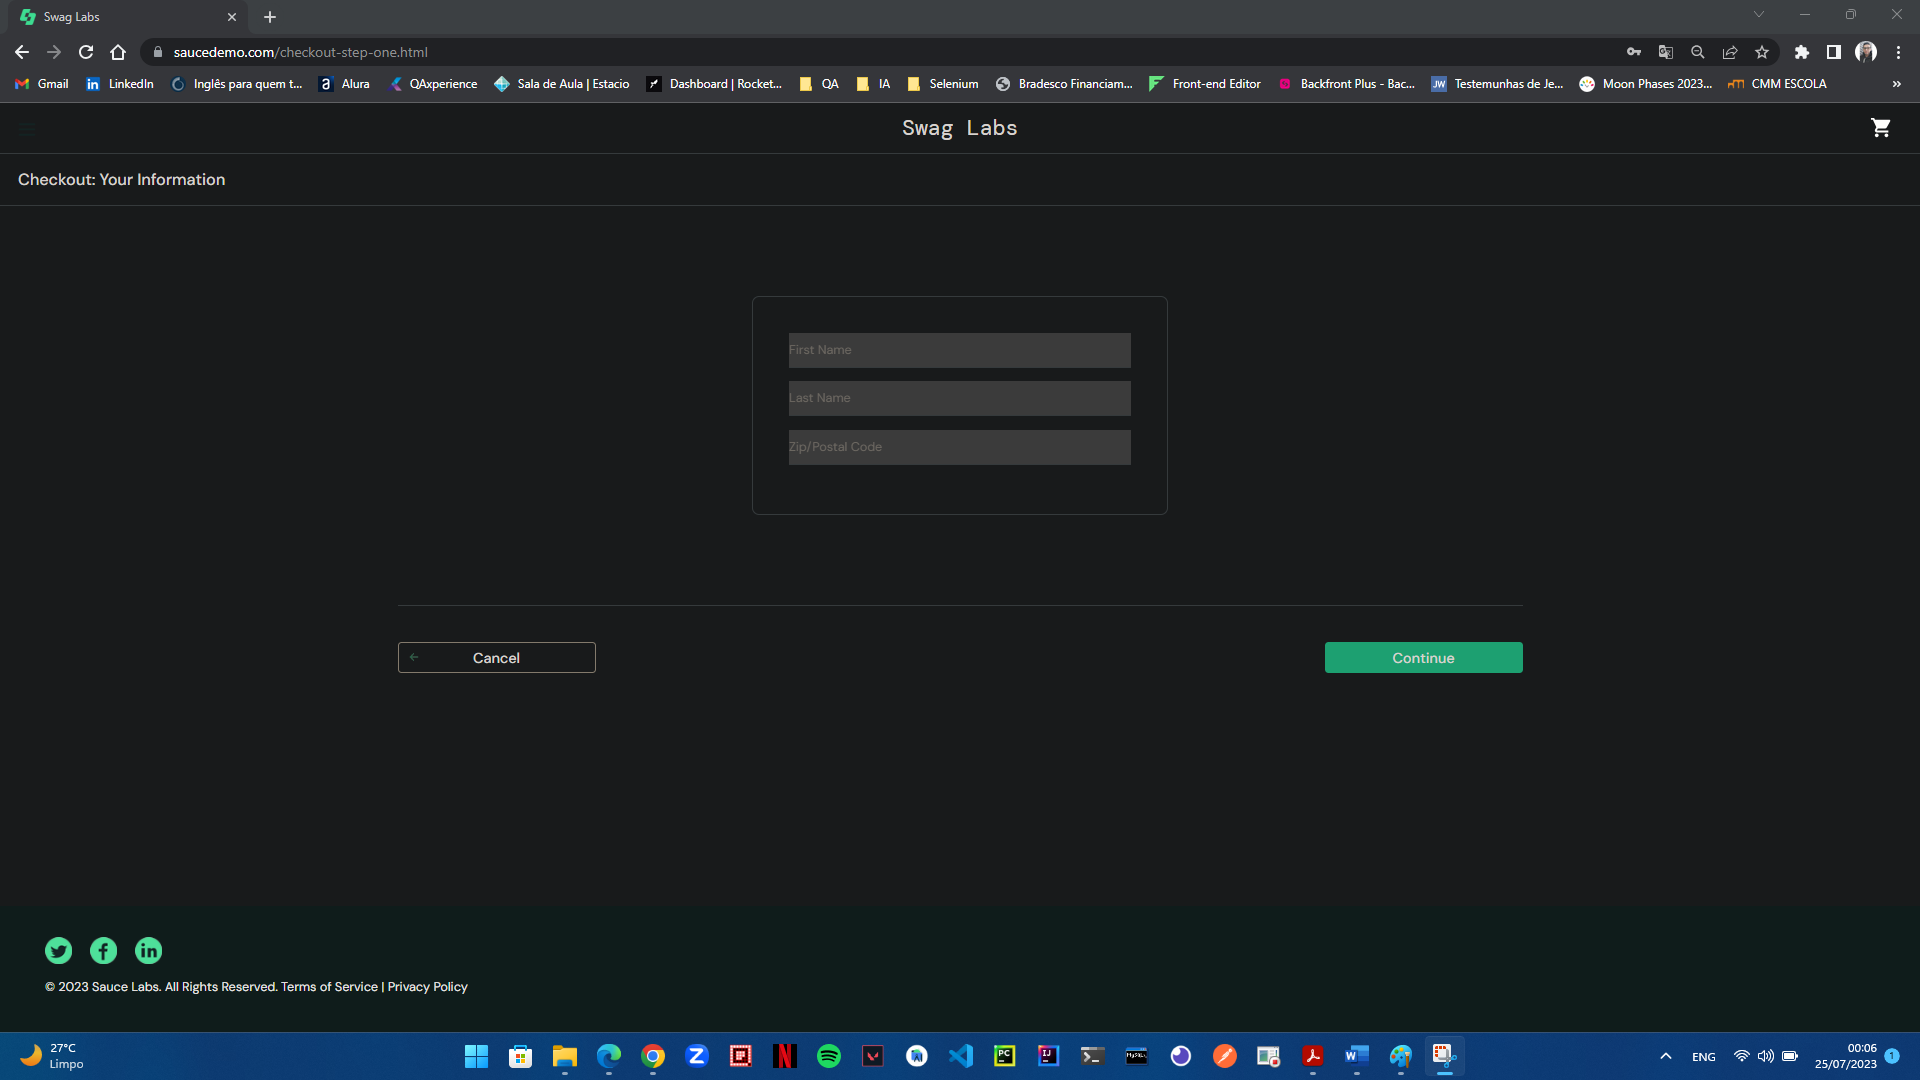 Swag Labs
saucedemo.com/checkout-step-one.html
Gmail LinkedIn Inglês para quem t... Alura QAxperience Sala de Aula | Estacio Dashboard | Rocket... QA IA Selenium Bradesco Financiam... Front-end Editor Backfront Plus - Bac... Testemunhas de Je... Moon Phases 2023... CMM ESCOLA »
Swag Labs
Checkout: Your Information
First Name
Last Name
Zip/Postal Code
Cancel Continue
© 2023 Sauce Labs. All Rights Reserved. Terms of Service | Privacy Policy
27°C
Limpo
ENG
00:06
25/07/2023
1